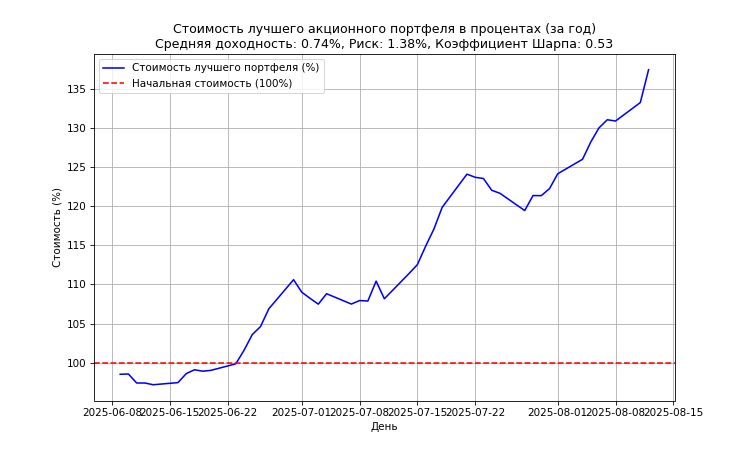 Стоимость лучшего акционного портфеля в процентах (за год)
Средняя доходность: 0.74%, Риск: 1.38%, Коэффициент Шарпа: 0.53
Стоимость лучшего портфеля (%)
Начальная стоимость (100%)
Стоимость (%)
135
130
125
120
115
110
105
100
2025-06-08 2025-06-15 2025-06-22 2025-07-01 2025-07-08 2025-07-15 2025-07-22 2025-08-01 2025-08-08 2025-08-15
День